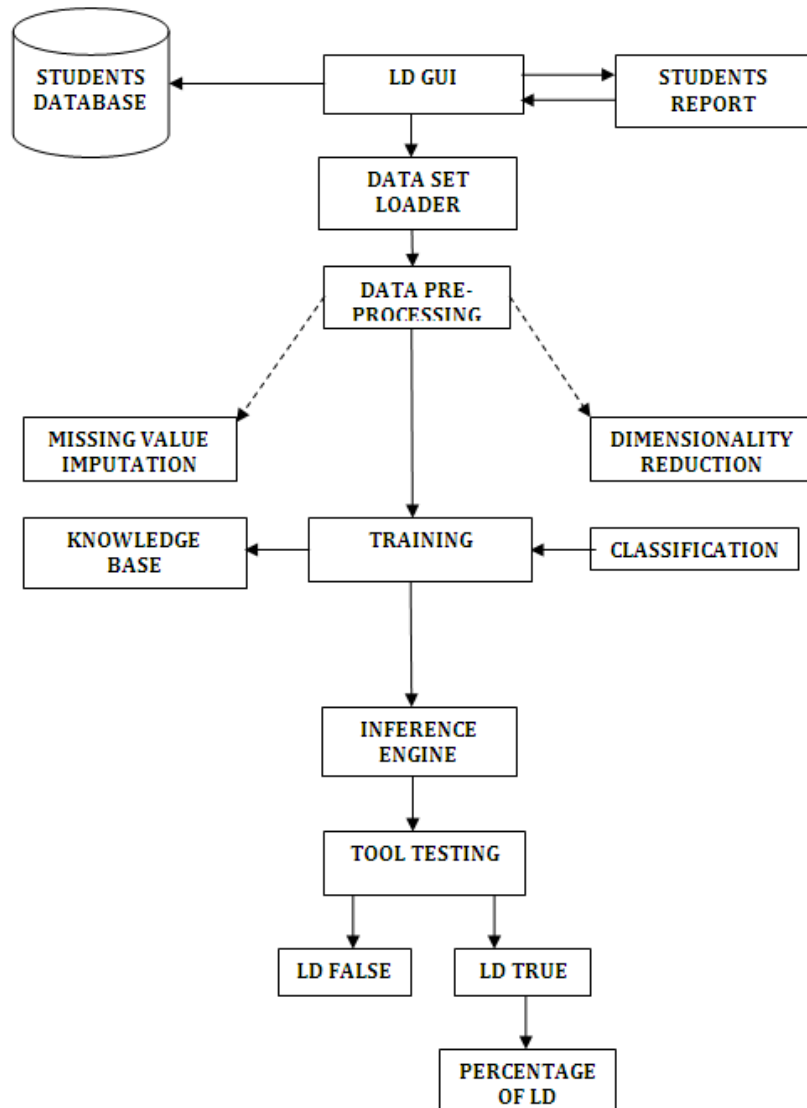 STUDENTS
DATABASE
LD GUI
STUDENTS
REPORT
DATA SET
LOADER
DATA PRE-
PROCESSING
MISSING VALUE
IMPUTATION
DIMENSIONALITY
REDUCTION
KNOWLEDGE
BASE
TRAINING
CLASSIFICATION
INFERENCE
ENGINE
TOOL TESTING
LD FALSE
LD TRUE
PERCENTAGE
OF LD